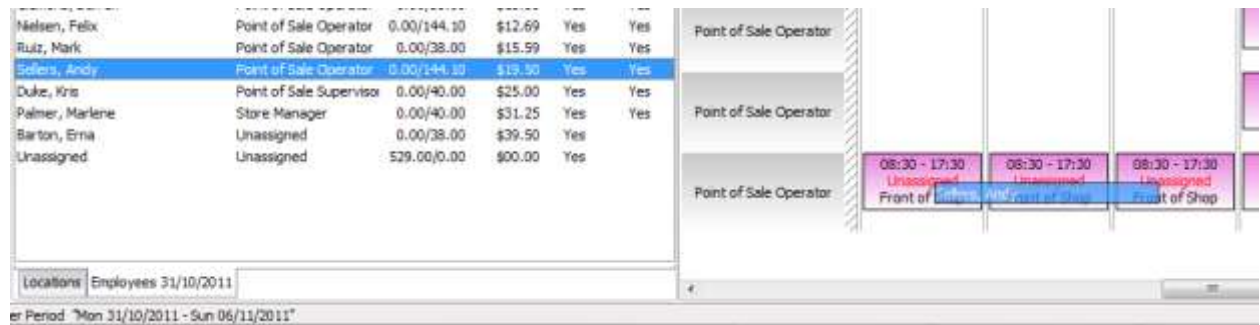 Nielsen, Felix Point of Sale Operator 0.00/144.10 $12.69 Yes Yes
Ruiz, Mark Point of Sale Operator 0.00/38.00 $15.59 Yes Yes
Sellers, Andy Point of Sale Operator 0.00/144.10 $19.50 Yes Yes
Duke, Kris Point of Sale Supervisor 0.00/40.00 $25.00 Yes Yes
Palmer, Marlene Store Manager 0.00/40.00 $31.25 Yes Yes
Barton, Erna Unassigned 0.00/38.00 $39.50 Yes
Unassigned Unassigned 529.00/0.00 $00.00 Yes
Locations Employees 31/10/2011
er Period "Mon 31/10/2011 - Sun 06/11/2011"
Point of Sale Operator
Point of Sale Operator
Point of Sale Operator
08:30 - 17:30 08:30 - 17:30 08:30 - 17:30
Unassigned Unassigned Unassigned
Sellers, Andy
Front of Shop Front of Shop Front of Shop